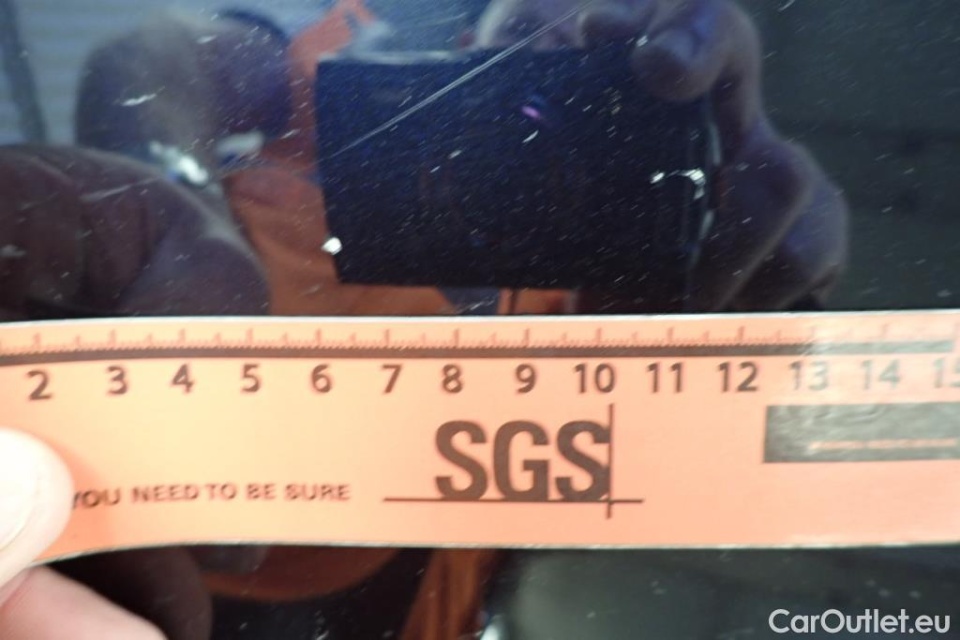 2 3 4 5 6 7 8 9 10 11 12 13 14 15
YOU NEED TO BE SURE
SGS
CarOutlet.eu